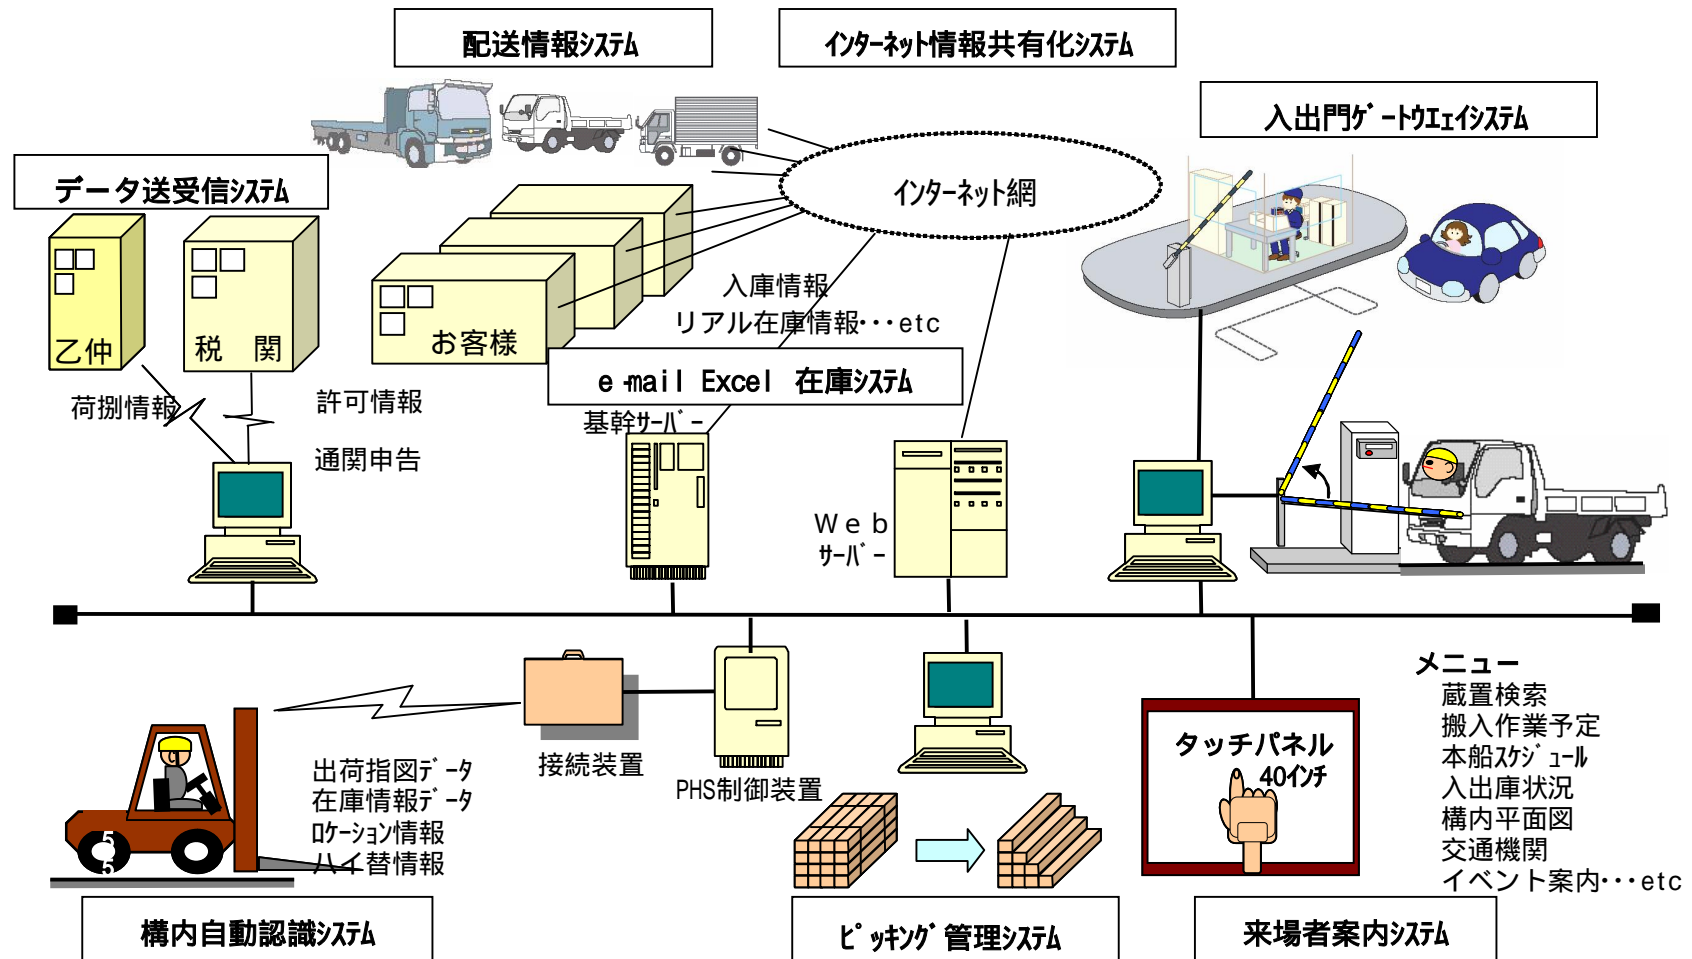 配送情報ｼｽﾃﾑ
ｲﾝﾀｰﾈｯﾄ情報共有化ｼｽﾃﾑ
入出門ｹﾞｰﾄｳｴｲｼｽﾃﾑ
データ送受信ｼｽﾃﾑ
ｲﾝﾀｰﾈｯﾄ網
乙仲
税　関
お客様
入庫情報
リアル在庫情報･･･etc
荷捌情報
許可情報
通関申告
e-mail Excel 在庫ｼｽﾃﾑ
基幹ｻｰﾊﾞｰ
Ｗｅｂ
ｻｰﾊﾞｰ
接続装置
PHS制御装置
出荷指図ﾃﾞｰﾀ
在庫情報ﾃﾞｰﾀ
ﾛｹｰｼｮﾝ情報
ハイ替情報
5
5
タッチパネル
40ｲﾝﾁ
メニュー
蔵置検索
搬入作業予定
本船ｽｹｼﾞｭｰﾙ
入出庫状況
構内平面図
交通機関
イベント案内･･･etc
構内自動認識ｼｽﾃﾑ
ﾋﾟｯｷﾝｸﾞ管理ｼｽﾃﾑ
来場者案内ｼｽﾃﾑ